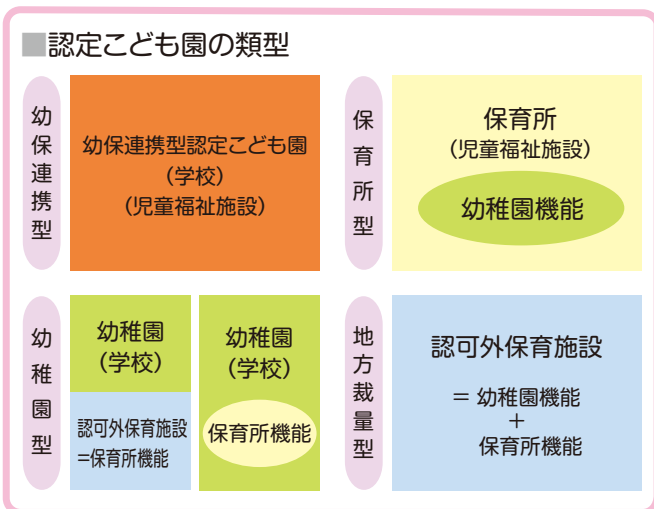 ■認定こども園の類型
幼保連携型
幼保連携型認定こども園
(学校)
(児童福祉施設)
保育所型
保育所
(児童福祉施設)
幼稚園機能
幼稚園型
幼稚園
(学校)
認可外保育施設
=保育所機能
幼稚園
(学校)
保育所機能
地方裁量型
認可外保育施設
= 幼稚園機能
+
保育所機能